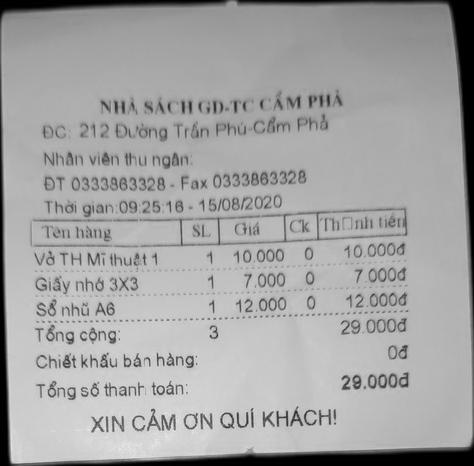 NHÀ SÁCH GD-TC CẨM PHẢ
ĐC: 212 Đường Trần Phú-Cẩm Phả
Nhân viên thu ngân:
ĐT 0333863328 - Fax 0333863328
Thời gian:09:25:16 - 15/08/2020
Tên hàng SL Giá Ck Th□nh tiền
Vở TH Mĩ thuật 1 1 10.000 0 10.000đ
Giấy nhớ 3X3 1 7.000 0 7.000đ
Sổ nhũ A6 1 12.000 0 12.000đ
Tổng cộng: 3 29.000đ
Chiết khấu bán hàng: 0đ
Tổng số thanh toán: 29.000đ
XIN CẢM ƠN QUÍ KHÁCH!